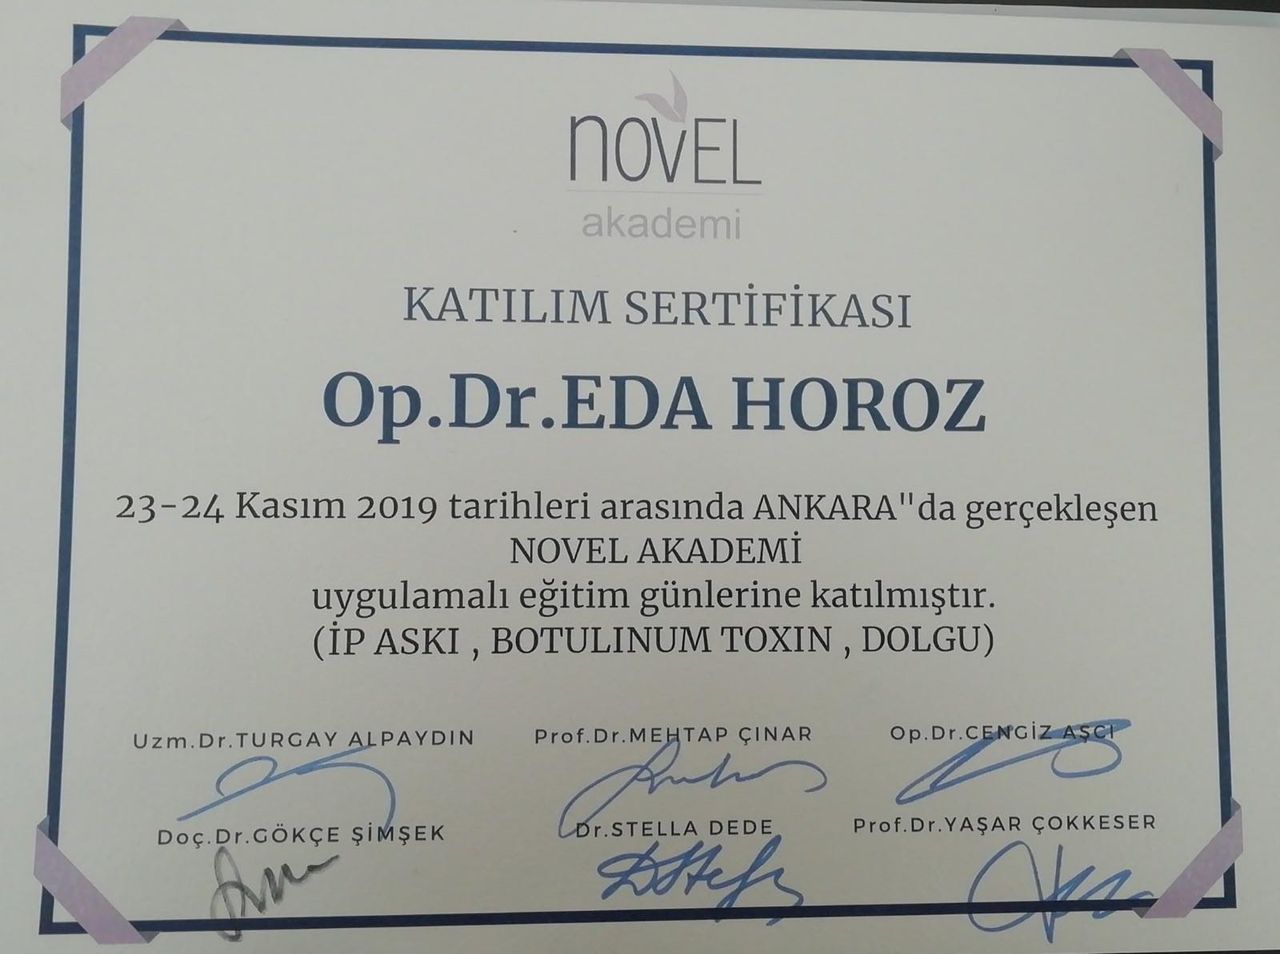 NOVEL
akademi
KATILIM SERTİFİKASI
Op.Dr.EDA HOROZ
23-24 Kasım 2019 tarihleri arasında ANKARA"da gerçekleşen
NOVEL AKADEMİ
uygulamalı eğitim günlerine katılmıştır.
(İP ASKI , BOTULINUM TOXIN , DOLGU)
Uzm.Dr.TURGAY ALPAYDIN Prof.Dr.MEHTAP ÇINAR Op.Dr.CENGİZ AŞCI
Doç.Dr.GÖKÇE ŞİMŞEK Dr.STELLA DEDE Prof.Dr.YAŞAR ÇOKKESER